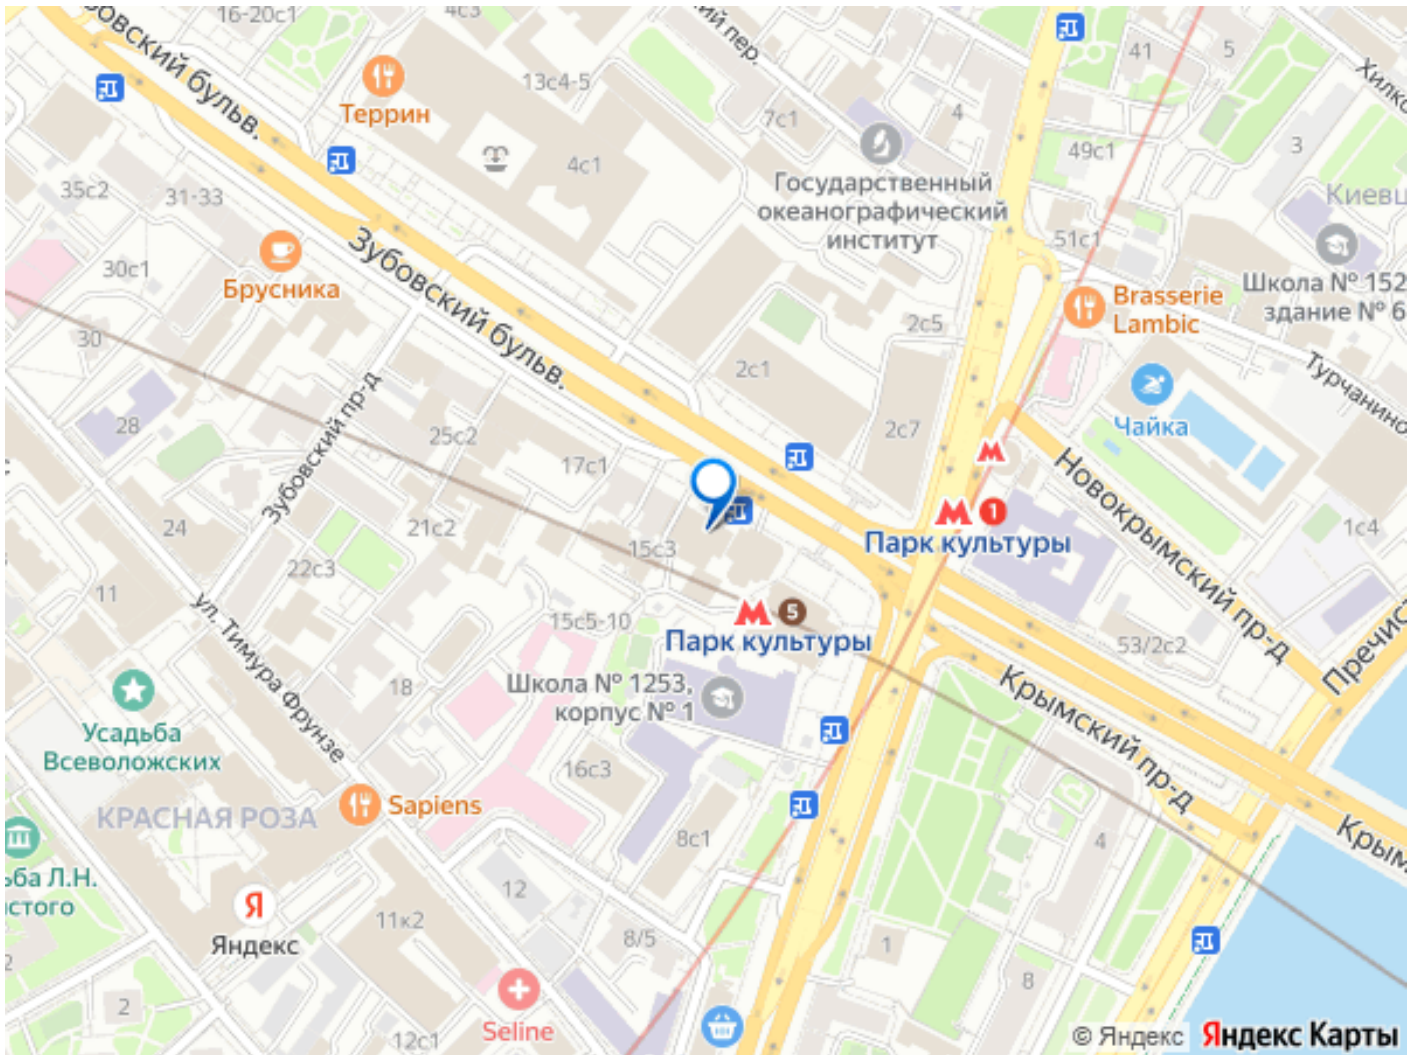 16-20с1
4с3
кий пер.
41
5
Хилко
убовский бульв.
Террин
13с4-5
7с1
4
49с1
3
4с1
35с2
31-33
Государственный
океанографический
институт
Киевц
51с1
Школа № 152
здание № 6
30с1
Брусника
Зубовский бульв.
2с5
Brasserie
Lambic
30
2с1
Турчанино
Зубовский пр-д
28
25с2
2с7
Чайка
17с1
Новокрымский пр-д
24
21с2
15с3
1
Парк культуры
1с4
22с3
11
5
Парк культуры
15с5-10
53/2с2
Пречис
ул. Тимура Фрунзе
18
Школа № 1253,
корпус № 1
Крымский пр-д
Усадьба
Всеволожских
16с3
КРАСНАЯ РОЗА
Sapiens
8с1
4
Крым
ьба Л.Н.
стого
Я
Яндекс
12
11к2
8/5
1
2
8
2
Seline
12с1
© Яндекс Яндекс Карты